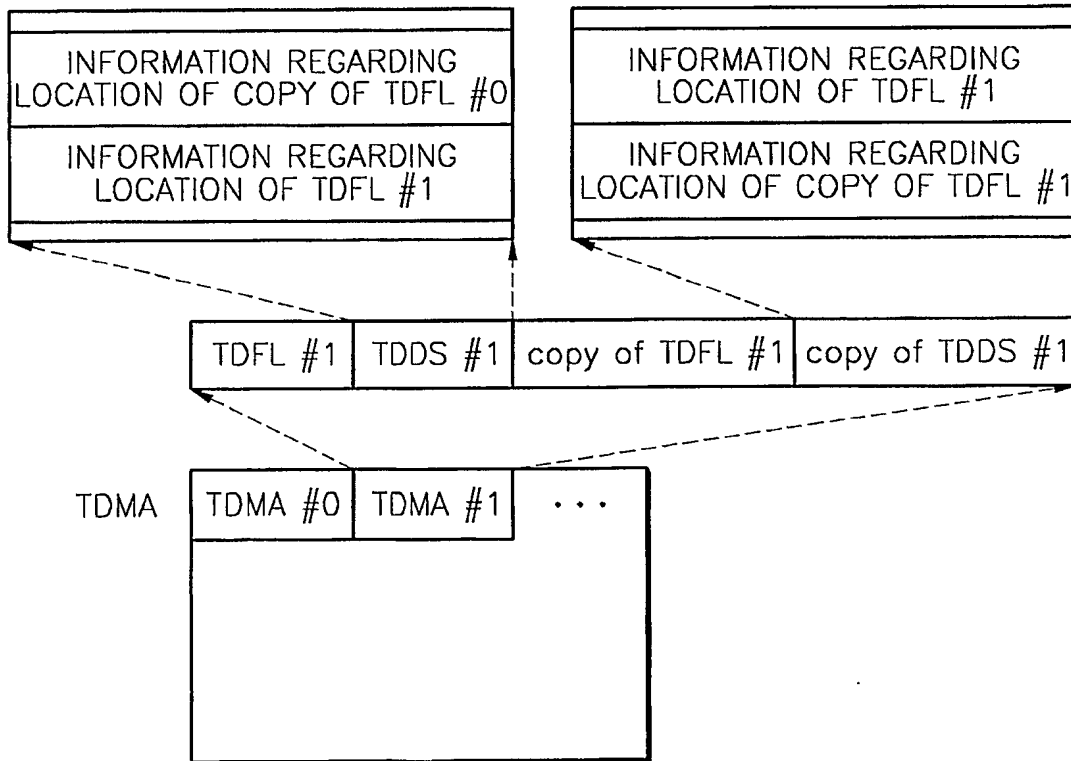 INFORMATION REGARDING
LOCATION OF COPY OF TDFL #0
INFORMATION REGARDING
LOCATION OF TDFL #1
INFORMATION REGARDING
LOCATION OF TDFL #1
INFORMATION REGARDING
LOCATION OF COPY OF TDFL #1
TDFL #1 TDDS #1 copy of TDFL #1 copy of TDDS #1
TDMA TDMA #0 TDMA #1 ...